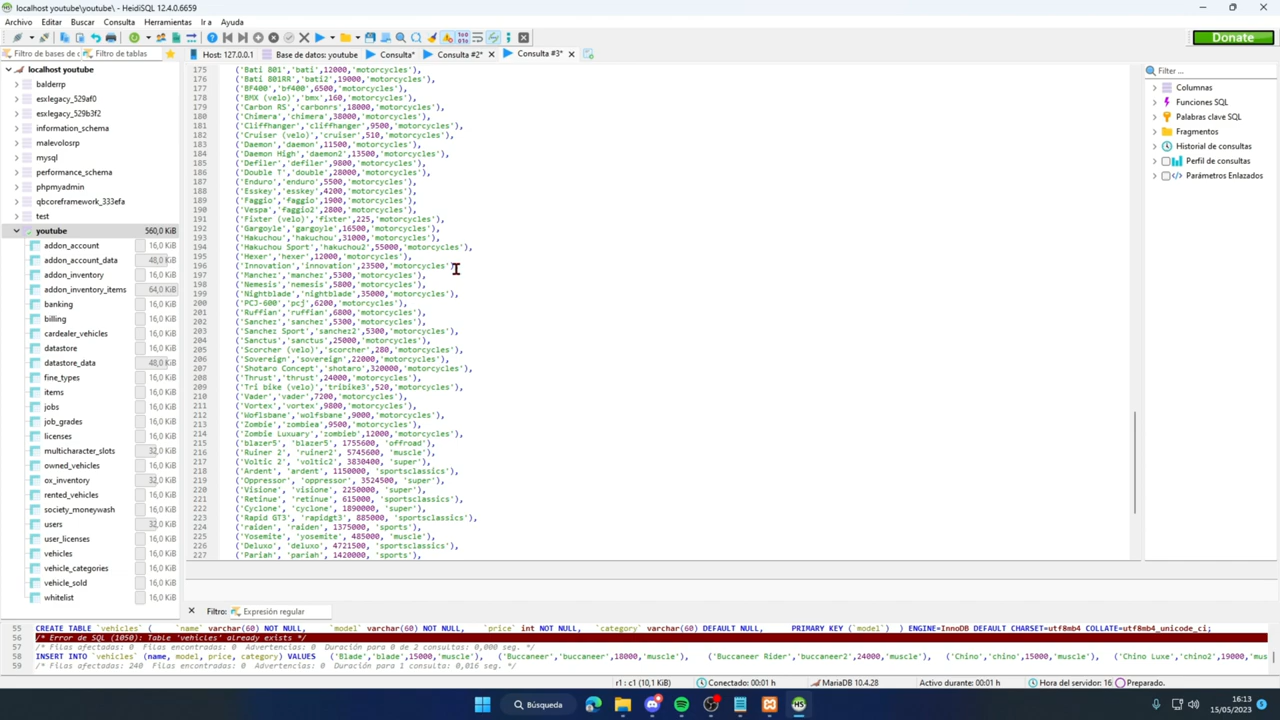 localhost youtube\youtube\ - HeidiSQL 12.4.0.6659
Archivo Editar Buscar Consulta Herramientas Ir a Ayuda
Donate
Filtro de bases de c Filtro de tablas
Host: 127.0.0.1 Base de datos: youtube Consulta* Consulta #2* Consulta #3*
localhost youtube
balderrp
esxlegacy_529af0
esxlegacy_529b3f2
information_schema
malevolosrp
mysql
performance_schema
phpmyadmin
qbcoreframework_333efa
test
youtube 560,0 KiB
addon_account 16,0 KiB
addon_account_data 48,0 KiB
addon_inventory 16,0 KiB
addon_inventory_items 64,0 KiB
banking 16,0 KiB
billing 16,0 KiB
cardealer_vehicles 16,0 KiB
datastore 16,0 KiB
datastore_data 48,0 KiB
fine_types 16,0 KiB
items 16,0 KiB
jobs 16,0 KiB
job_grades 16,0 KiB
licenses 16,0 KiB
multicharacter_slots 32,0 KiB
owned_vehicles 16,0 KiB
ox_inventory 32,0 KiB
rented_vehicles 16,0 KiB
society_moneywash 16,0 KiB
users 32,0 KiB
user_licenses 16,0 KiB
vehicles 16,0 KiB
vehicle_categories 16,0 KiB
vehicle_sold 16,0 KiB
whitelist 16,0 KiB
175 ('Bati 801','bati',12000,'motorcycles'),
176 ('Bati 801RR','bati2',19000,'motorcycles'),
177 ('BF400','bf400',6500,'motorcycles'),
178 ('BMX (velo)','bmx',160,'motorcycles'),
179 ('Carbon RS','carbonrs',18000,'motorcycles'),
180 ('Chimera','chimera',38000,'motorcycles'),
181 ('Cliffhanger','cliffhanger',9500,'motorcycles'),
182 ('Cruiser (velo)','cruiser',510,'motorcycles'),
183 ('Daemon','daemon',11500,'motorcycles'),
184 ('Daemon High','daemon2',13500,'motorcycles'),
185 ('Defiler','defiler',9800,'motorcycles'),
186 ('Double T','double',28000,'motorcycles'),
187 ('Enduro','enduro',5500,'motorcycles'),
188 ('Esskey','esskey',4200,'motorcycles'),
189 ('Faggio','faggio',1900,'motorcycles'),
190 ('Vespa','faggio2',2800,'motorcycles'),
191 ('Fixter (velo)','fixter',225,'motorcycles'),
192 ('Gargoyle','gargoyle',16500,'motorcycles'),
193 ('Hakuchou','hakuchou',31000,'motorcycles'),
194 ('Hakuchou Sport','hakuchou2',55000,'motorcycles'),
195 ('Hexer','hexer',12000,'motorcycles'),
196 ('Innovation','innovation',23500,'motorcycles'),
197 ('Manchez','manchez',5300,'motorcycles'),
198 ('Nemesis','nemesis',5800,'motorcycles'),
199 ('Nightblade','nightblade',35000,'motorcycles'),
200 ('PCJ-600','pcj',6200,'motorcycles'),
201 ('Ruffian','ruffian',6800,'motorcycles'),
202 ('Sanchez','sanchez',5300,'motorcycles'),
203 ('Sanchez Sport','sanchez2',5300,'motorcycles'),
204 ('Sanctus','sanctus',25000,'motorcycles'),
205 ('Scorcher (velo)','scorcher',280,'motorcycles'),
206 ('Sovereign','sovereign',22000,'motorcycles'),
207 ('Shotaro Concept','shotaro',320000,'motorcycles'),
208 ('Thrust','thrust',24000,'motorcycles'),
209 ('Tri bike (velo)','tribike3',520,'motorcycles'),
210 ('Vader','vader',7200,'motorcycles'),
211 ('Vortex','vortex',9800,'motorcycles'),
212 ('Woflsbane','wolfsbane',9000,'motorcycles'),
213 ('Zombie','zombiea',9500,'motorcycles'),
214 ('Zombie Luxuary','zombieb',12000,'motorcycles'),
215 ('blazer5', 'blazer5', 1755600, 'offroad'),
216 ('Ruiner 2', 'ruiner2', 5745600, 'muscle'),
217 ('Voltic 2', 'voltic2', 3830400, 'super'),
218 ('Ardent', 'ardent', 1150000, 'sportsclassics'),
219 ('Oppressor', 'oppressor', 3524500, 'super'),
220 ('Visione', 'visione', 2250000, 'super'),
221 ('Retinue', 'retinue', 615000, 'sportsclassics'),
222 ('Cyclone', 'cyclone', 1890000, 'super'),
223 ('Rapid GT3', 'rapidgt3', 885000, 'sportsclassics'),
224 ('raiden', 'raiden', 1375000, 'sports'),
225 ('Yosemite', 'yosemite', 485000, 'muscle'),
226 ('Deluxo', 'deluxo', 4721500, 'sportsclassics'),
227 ('Pariah', 'pariah', 1420000, 'sports'),
Filter ...
Columnas
Funciones SQL
Palabras clave SQL
Fragmentos
Historial de consultas
Perfil de consultas
Parámetros Enlazados
Filtro: Expresión regular
55 CREATE TABLE `vehicles` ( `name` varchar(60) NOT NULL, `model` varchar(60) NOT NULL, `price` int NOT NULL, `category` varchar(60) DEFAULT NULL, PRIMARY KEY (`model`) ) ENGINE=InnoDB DEFAULT CHARSET=utf8mb4 COLLATE=utf8mb4_unicode_ci;
56 /* Error de SQL (1050): Table 'vehicles' already exists */
57 /* Filas afectadas: 0 Filas encontradas: 0 Advertencias: 0 Duración para 0 de 2 consultas: 0,000 seg. */
58 INSERT INTO `vehicles` (name, model, price, category) VALUES ('Blade','blade',15000,'muscle'), ('Buccaneer','buccaneer',18000,'muscle'), ('Buccaneer Rider','buccaneer2',24000,'muscle'), ('Chino','chino',15000,'muscle'), ('Chino Luxe','chino2',19000,'mus
59 /* Filas afectadas: 240 Filas encontradas: 0 Advertencias: 0 Duración para 1 consulta: 0,016 seg. */
r1 : c1 (10,1 KiB) Conectado: 00:01 h MariaDB 10.4.28 Activo durante: 00:01 h Hora del servidor: 16 Preparado.
Búsqueda
16:13
15/05/2023